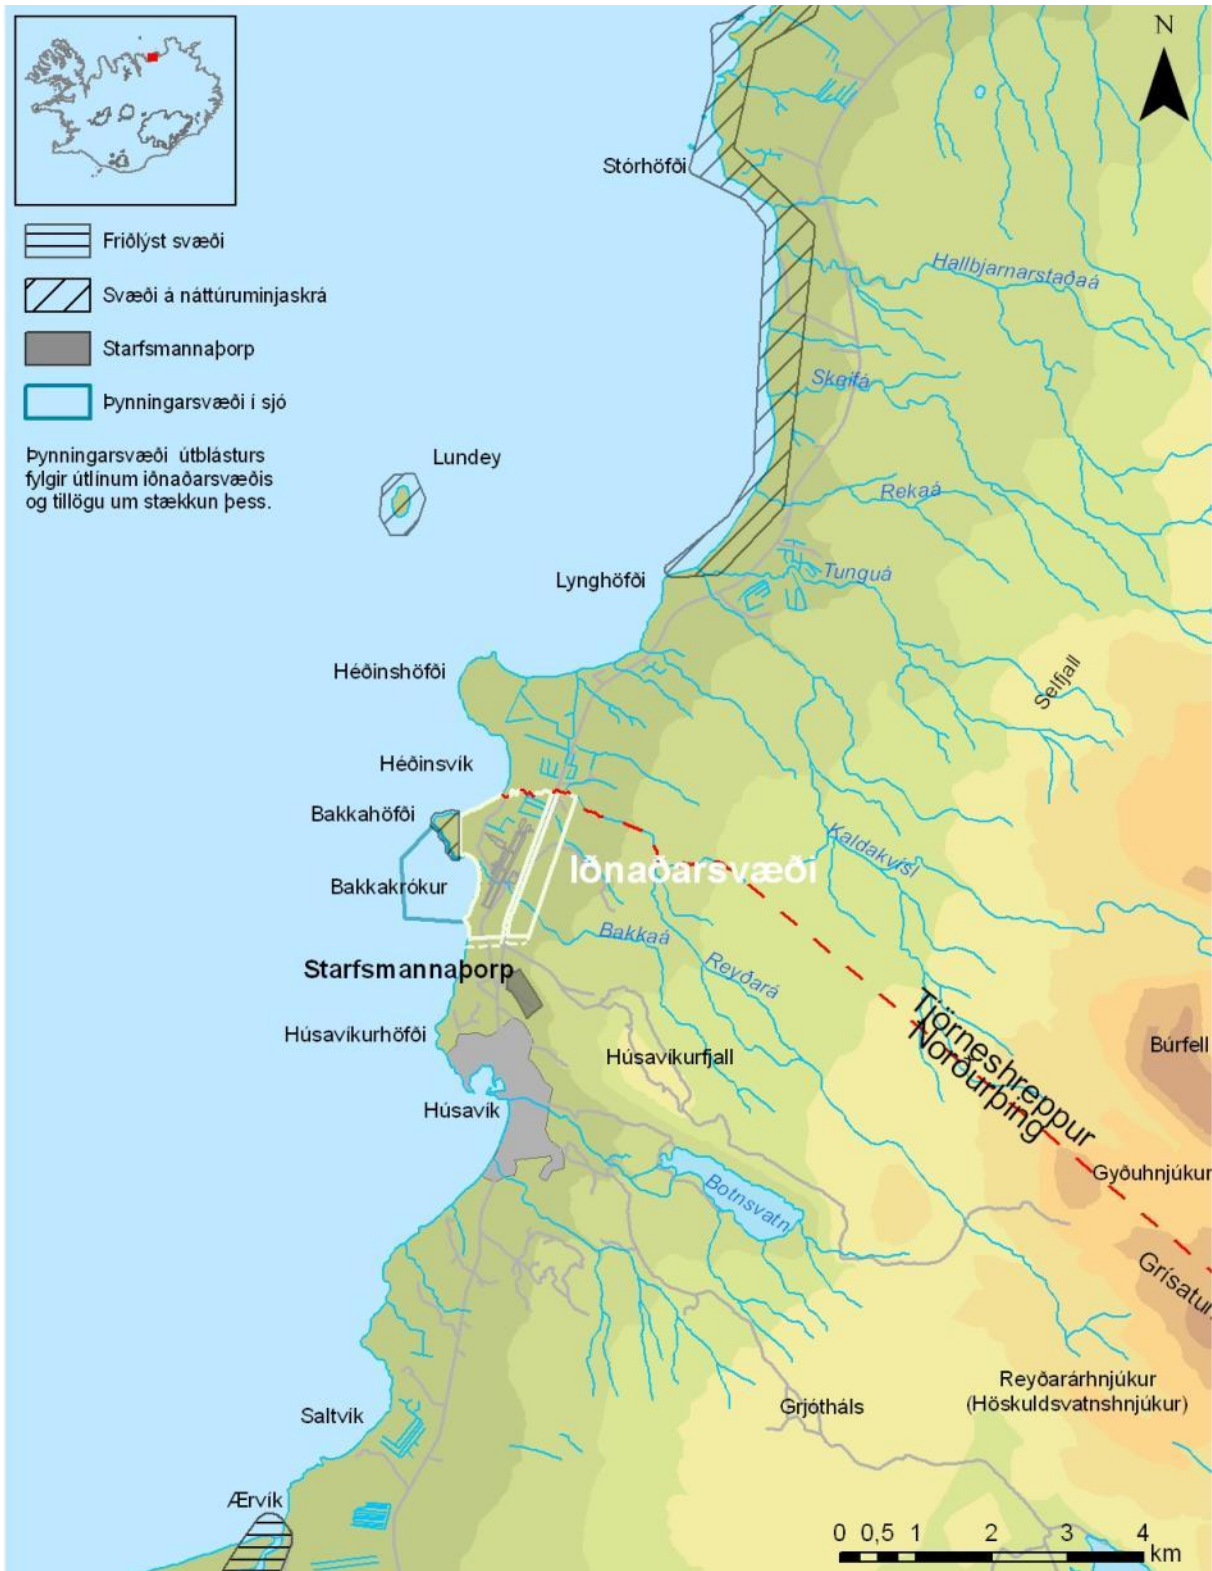 N
Stórhöfði
Friðlýst svæði
Hallbjarnarstaðaá
Svæði á náttúruminjaskrá
Starfsmannaþorp
Skeifá
Þynningarsvæði í sjó
Þynningarsvæði útblásturs
fylgir útlínum iðnaðarsvæðis
og tillögu um stækkun þess.
Lundey
Rekaá
Lynghöfði
Tunguá
Héðinshöfði
Selfjall
Héðinsvík
Bakkahöfði
Kaldakvísl
Iðnaðarsvæði
Bakkakrókur
Bakkaá
Reyðará
Starfsmannaþorp
Húsavíkurhöfði
Tjörneshreppur
Norðurþing
Húsavíkurfjall
Búrfell
Húsavík
Gyðuhnjúkur
Botnsvatn
Grísatun
Reyðarárhnjúkur
(Höskuldsvatnshnjúkur)
Grjótháls
Saltvík
Ærvík
0 0,5 1 2 3 4
km